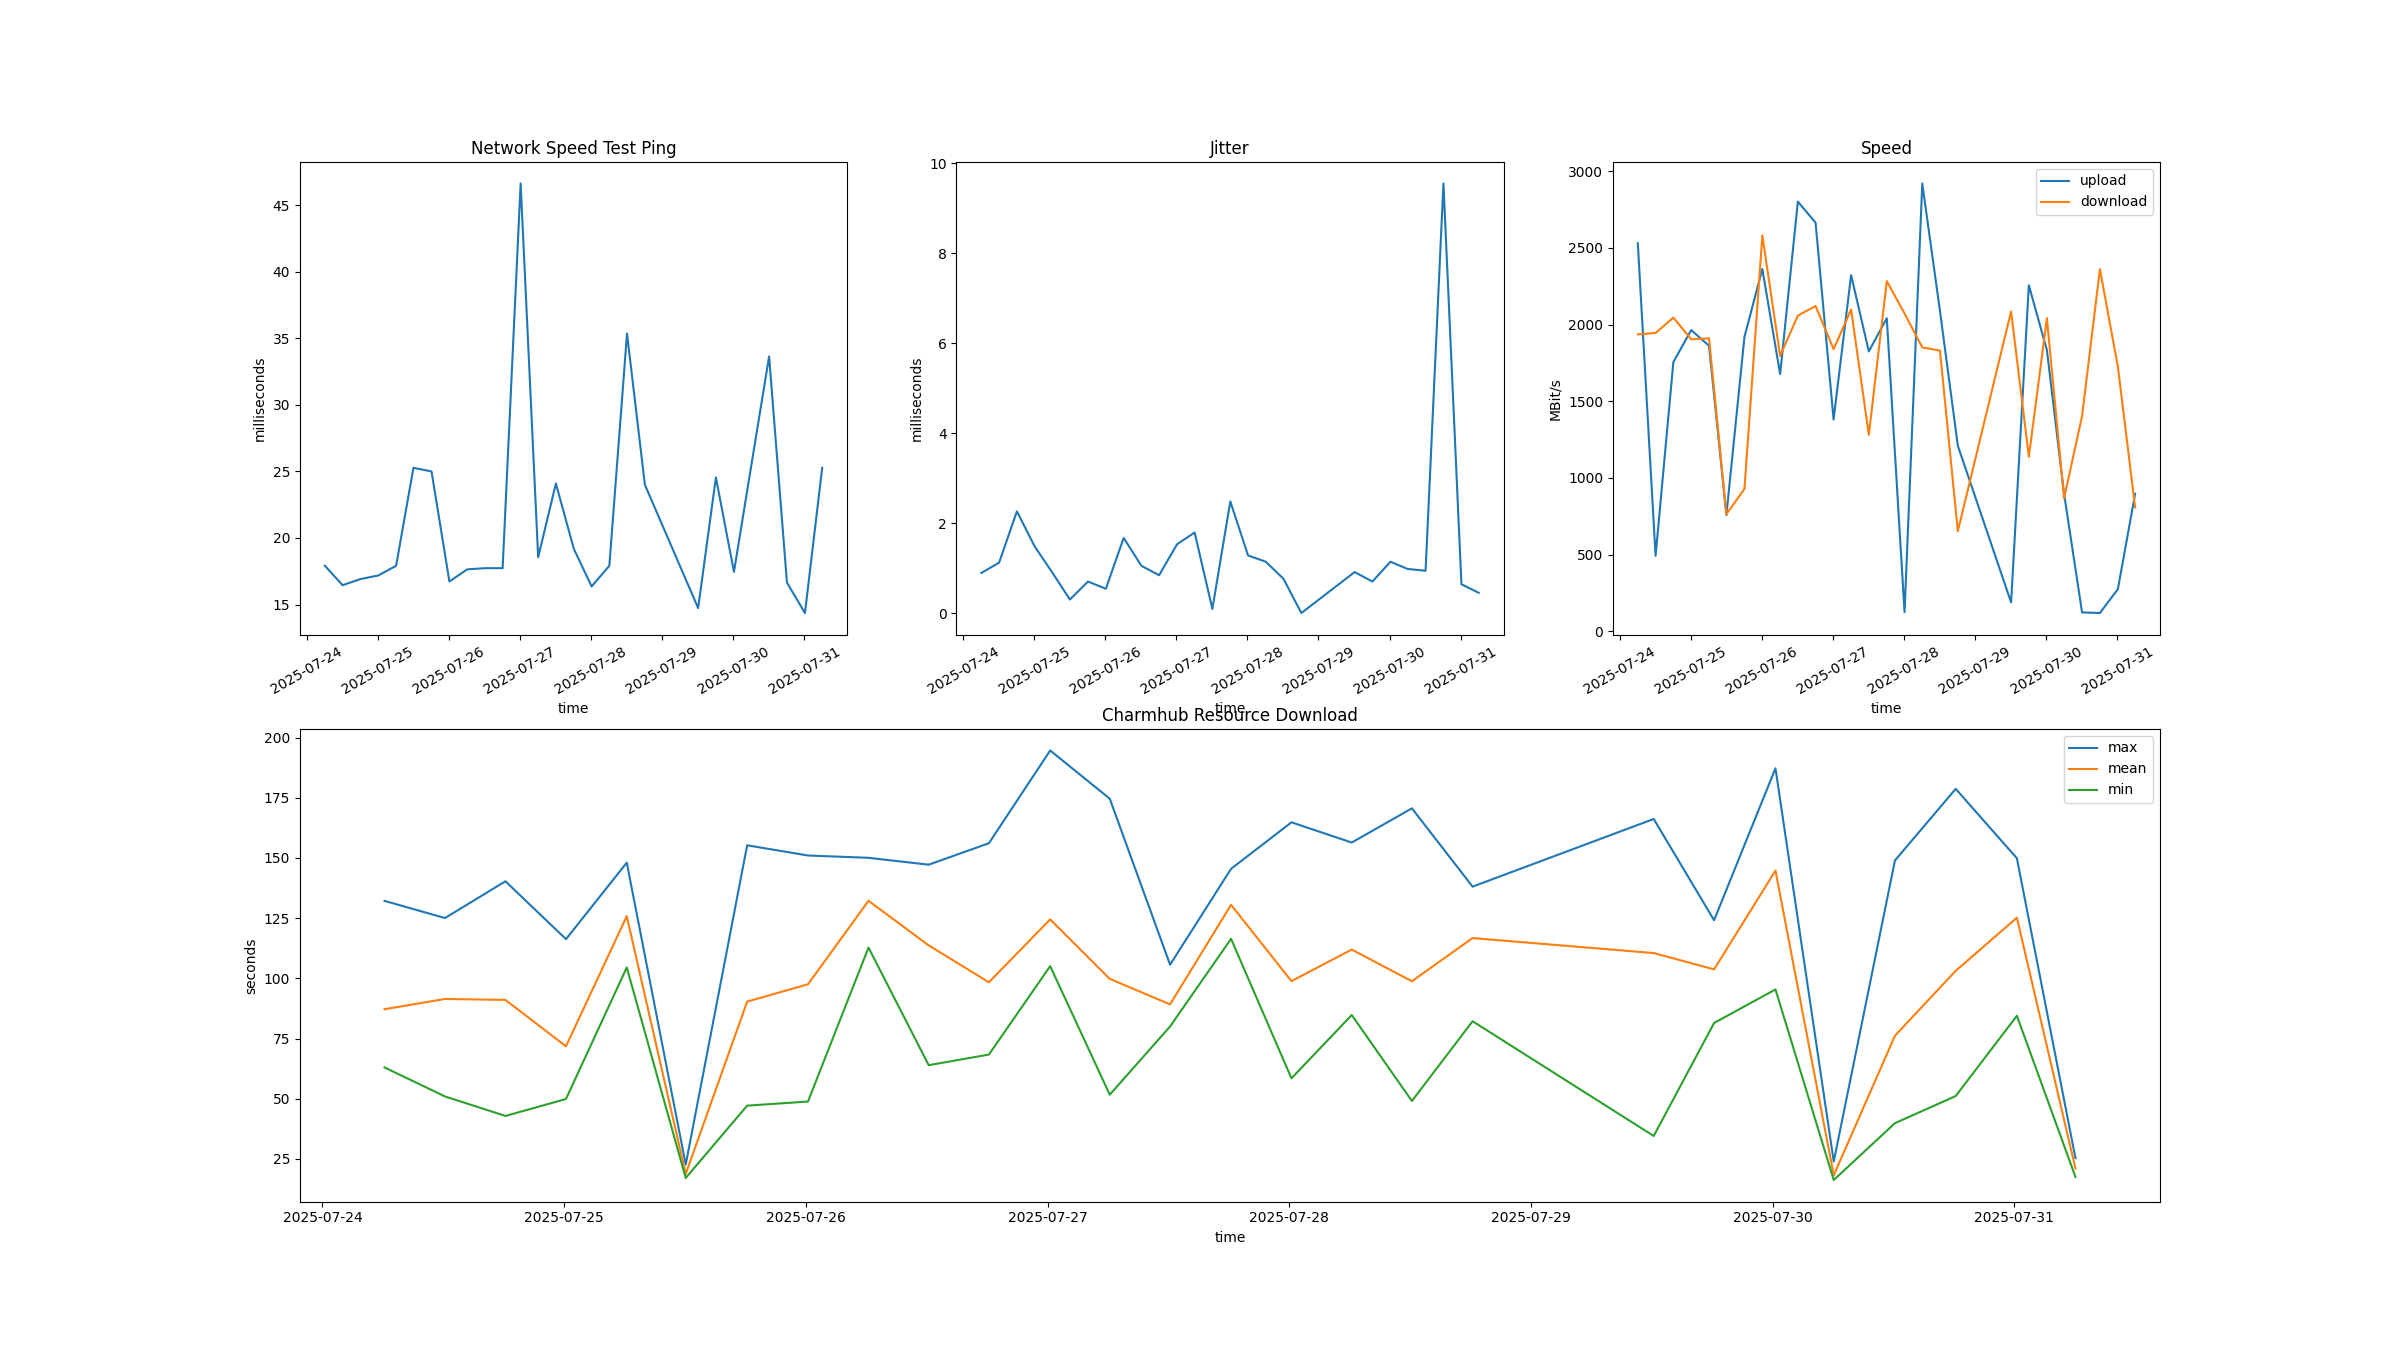 Network Speed Test Ping
milliseconds
45
40
35
30
25
20
15
2025-07-24 2025-07-25 2025-07-26 2025-07-27 2025-07-28 2025-07-29 2025-07-30 2025-07-31
time
Jitter
milliseconds
10
8
6
4
2
0
2025-07-24 2025-07-25 2025-07-26 2025-07-27 2025-07-28 2025-07-29 2025-07-30 2025-07-31
time
Speed
MBit/s
3000
2500
2000
1500
1000
500
0
upload
download
2025-07-24 2025-07-25 2025-07-26 2025-07-27 2025-07-28 2025-07-29 2025-07-30 2025-07-31
time
Charmhub Resource Download
seconds
200
175
150
125
100
75
50
25
max
mean
min
2025-07-24 2025-07-25 2025-07-26 2025-07-27 2025-07-28 2025-07-29 2025-07-30 2025-07-31
time